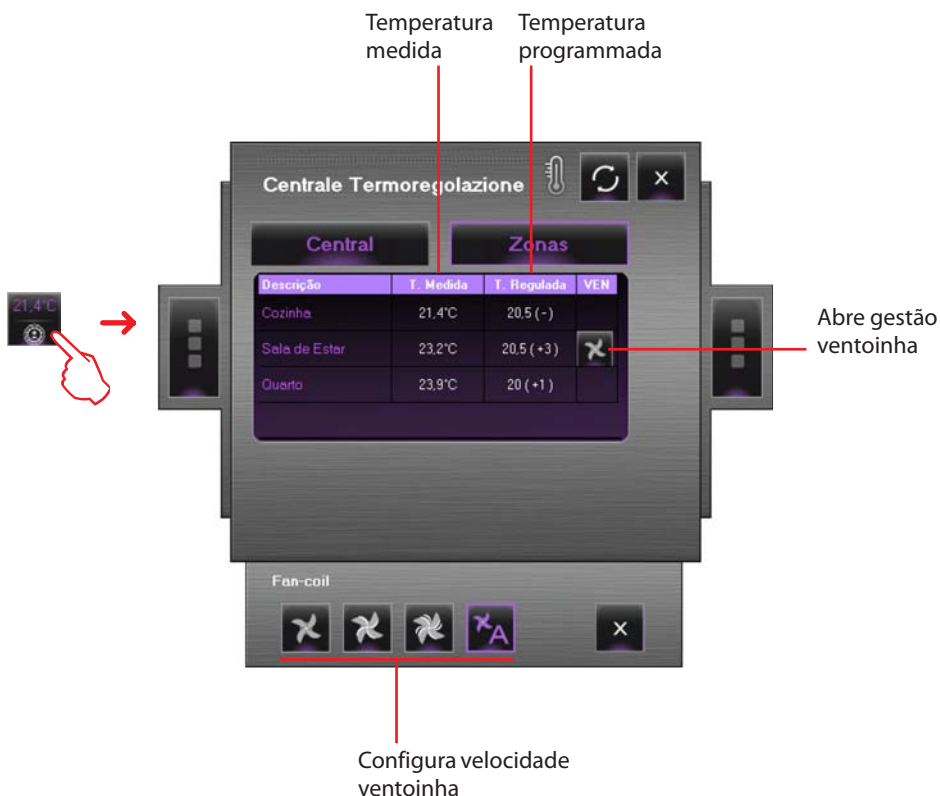 Temperatura medida
Temperatura programmada
Centrale Termoregolazione
x
Central
Zonas
Descrição T. Medida T. Regulada VEN
Cozinha 21,4°C 20,5 ( - )
Sala de Estar 23,2°C 20,5 ( +3 )
Quarto 23,9°C 20 ( +1 )
21,4°C
Abre gestão
ventoinha
Fan-coil
A
x
Configura velocidade
ventoinha